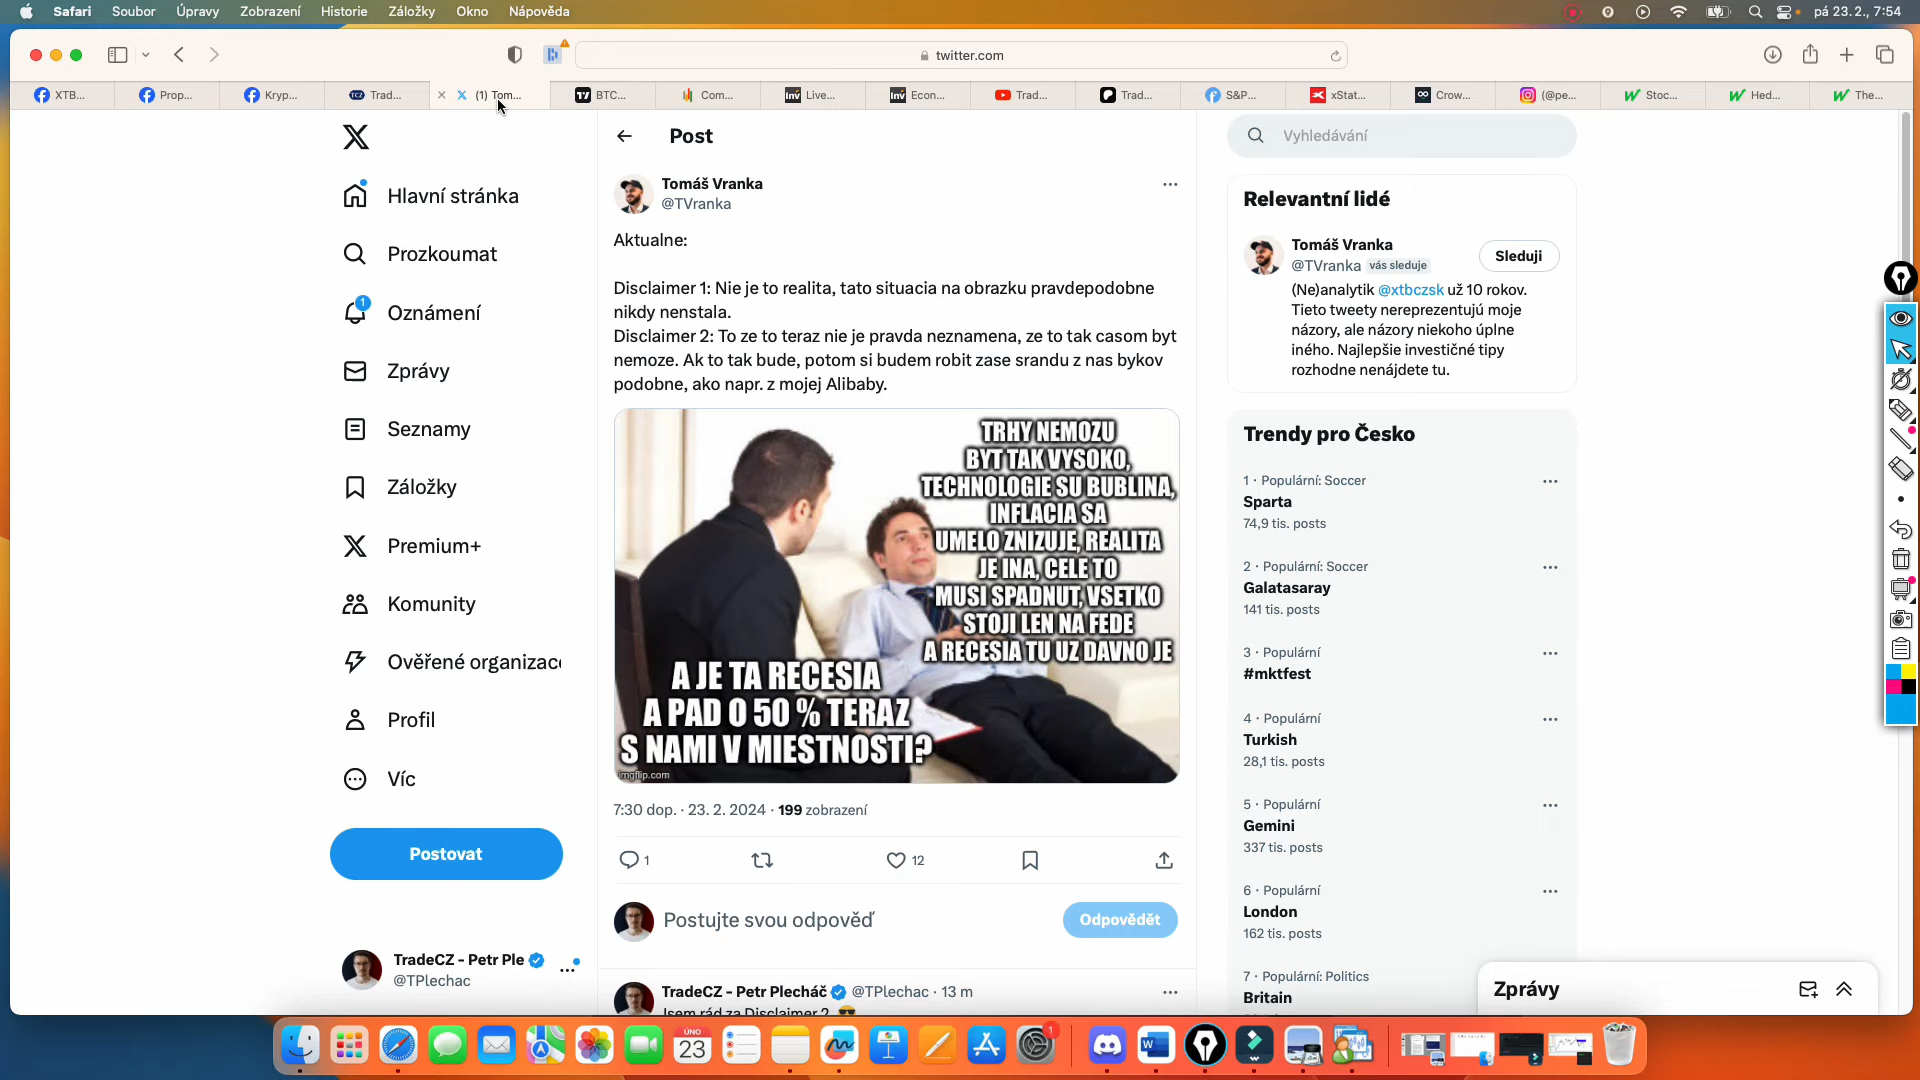 Safari Soubor Úpravy Zobrazení Historie Záložky Okno Nápověda pá 23. 2., 7:54
twitter.com
XTB... Prop... Kryp... Trad... (1) Tom... BTC... Com... Live... Econ... Trad... Trad... S&P... xStat... Crow... (@pe... Stoc... Hed... The...
Hlavní stránka
Prozkoumat
1
Oznámení
Zprávy
Seznamy
Záložky
Premium+
Komunity
Ověřené organizac
Profil
Víc
Postovat
TradeCZ - Petr Ple
@TPlechac
Post
Tomáš Vranka
@TVranka
Aktualne:
Disclaimer 1: Nie je to realita, tato situacia na obrazku pravdepodobne
nikdy nenstala.
Disclaimer 2: To ze to teraz nie je pravda neznamena, ze to tak casom byt
nemoze. Ak to tak bude, potom si budem robit zase srandu z nas bykov
podobne, ako napr. z mojej Alibaby.
TRHY NEMOZU
BYT TAK VYSOKO,
TECHNOLOGIE SU BUBLINA,
INFLACIA SA
UMELO ZNIZUJE, REALITA
JE INA, CELE TO
MUSI SPADNUT, VSETKO
STOJI LEN NA FEDE
A RECESIA TU UZ DAVNO JE
A JE TA RECESIA
A PAD O 50 % TERAZ
S NAMI V MIESTNOSTI?
imgflip.com
7:30 dop. · 23. 2. 2024 · 199 zobrazení
1 12
Postujte svou odpověď
Odpovědět
TradeCZ - Petr Plecháč @TPlechac · 13 m
Jsem rád za Disclaimer 2
Vyhledávání
Relevantní lidé
Tomáš Vranka
@TVranka vás sleduje
Sleduji
(Ne)analytik @xtbczsk už 10 rokov.
Tieto tweety nereprezentujú moje
názory, ale názory niekoho úplne
iného. Najlepšie investičné tipy
rozhodne nenájdete tu.
Trendy pro Česko
1 · Populární: Soccer
Sparta
74,9 tis. posts
2 · Populární: Soccer
Galatasaray
141 tis. posts
3 · Populární
#mktfest
4 · Populární
Turkish
28,1 tis. posts
5 · Populární
Gemini
337 tis. posts
6 · Populární
London
162 tis. posts
7 · Populární: Politics
Britain
Zprávy
ÚNO
23
1